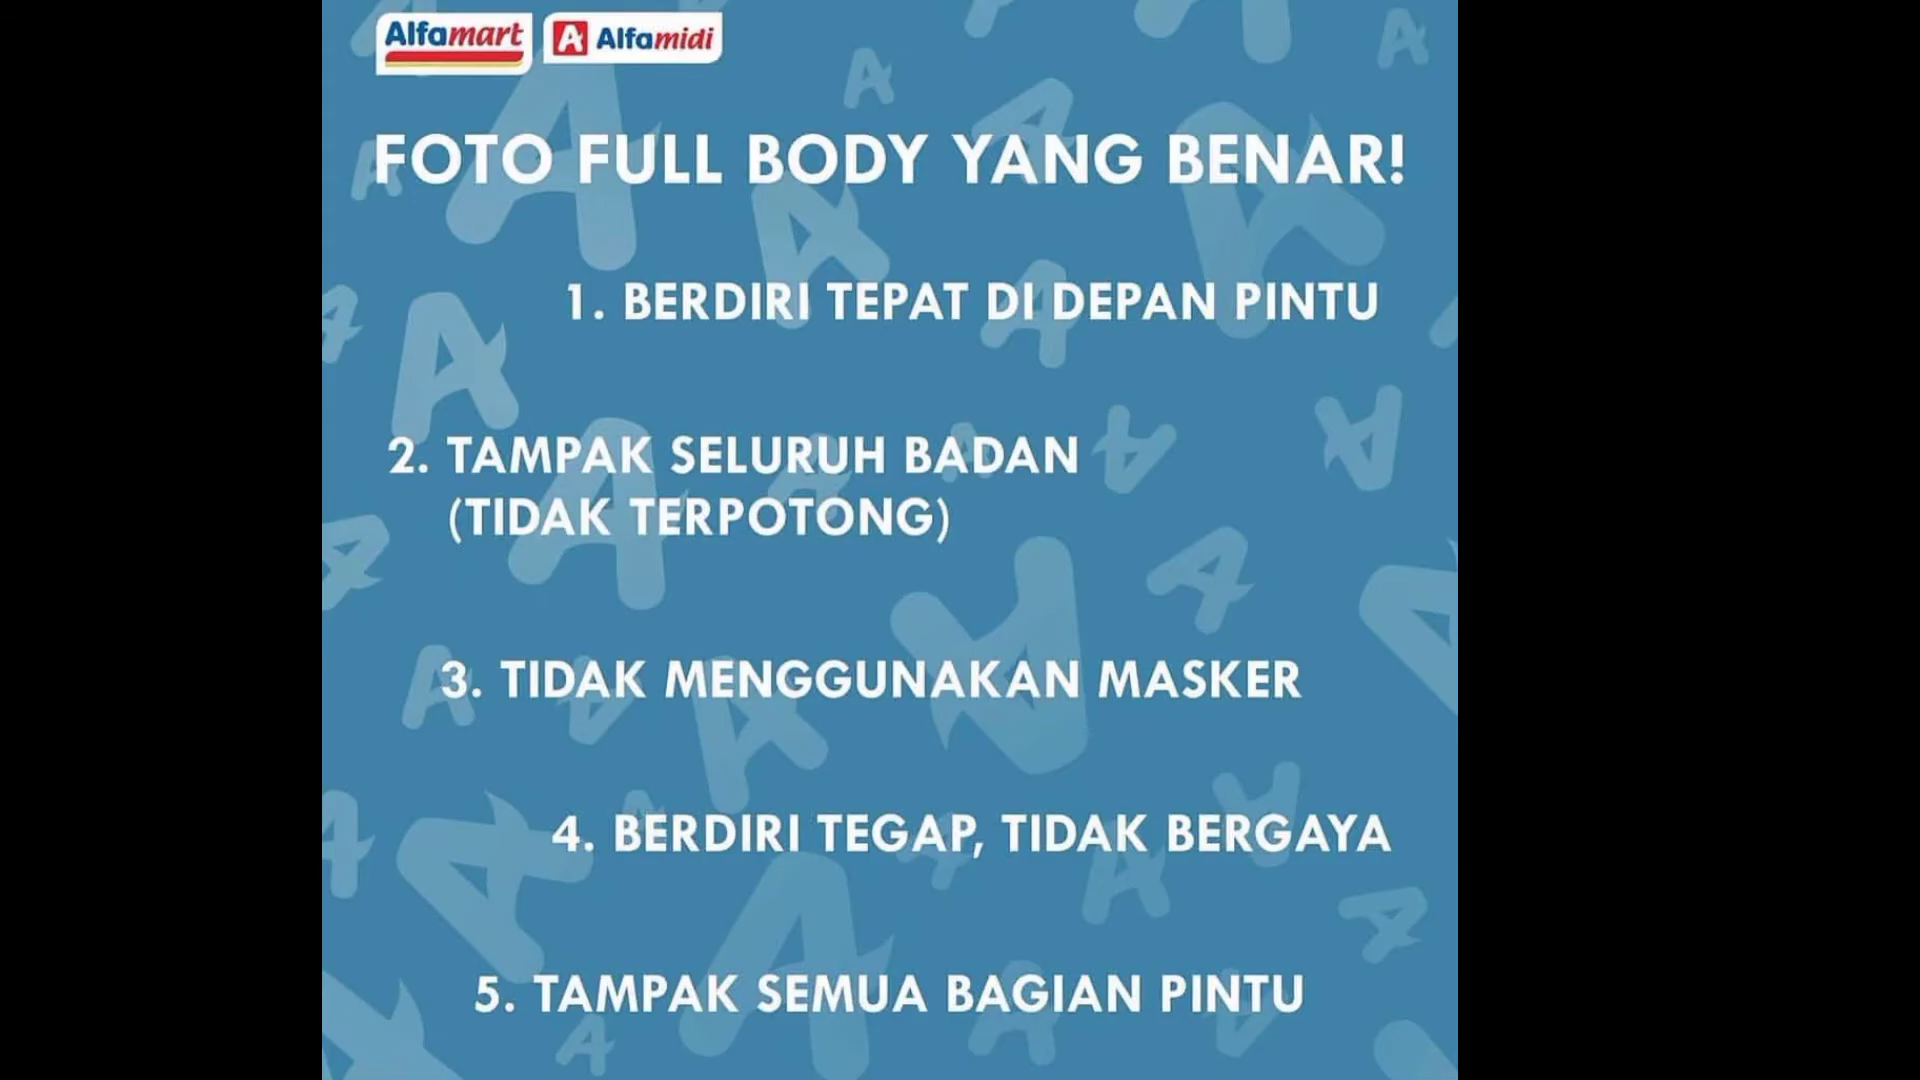 Alfamart Alfamidi
FOTO FULL BODY YANG BENAR!
1. BERDIRI TEPAT DI DEPAN PINTU
2. TAMPAK SELURUH BADAN
(TIDAK TERPOTONG)
3. TIDAK MENGGUNAKAN MASKER
4. BERDIRI TEGAP, TIDAK BERGAYA
5. TAMPAK SEMUA BAGIAN PINTU